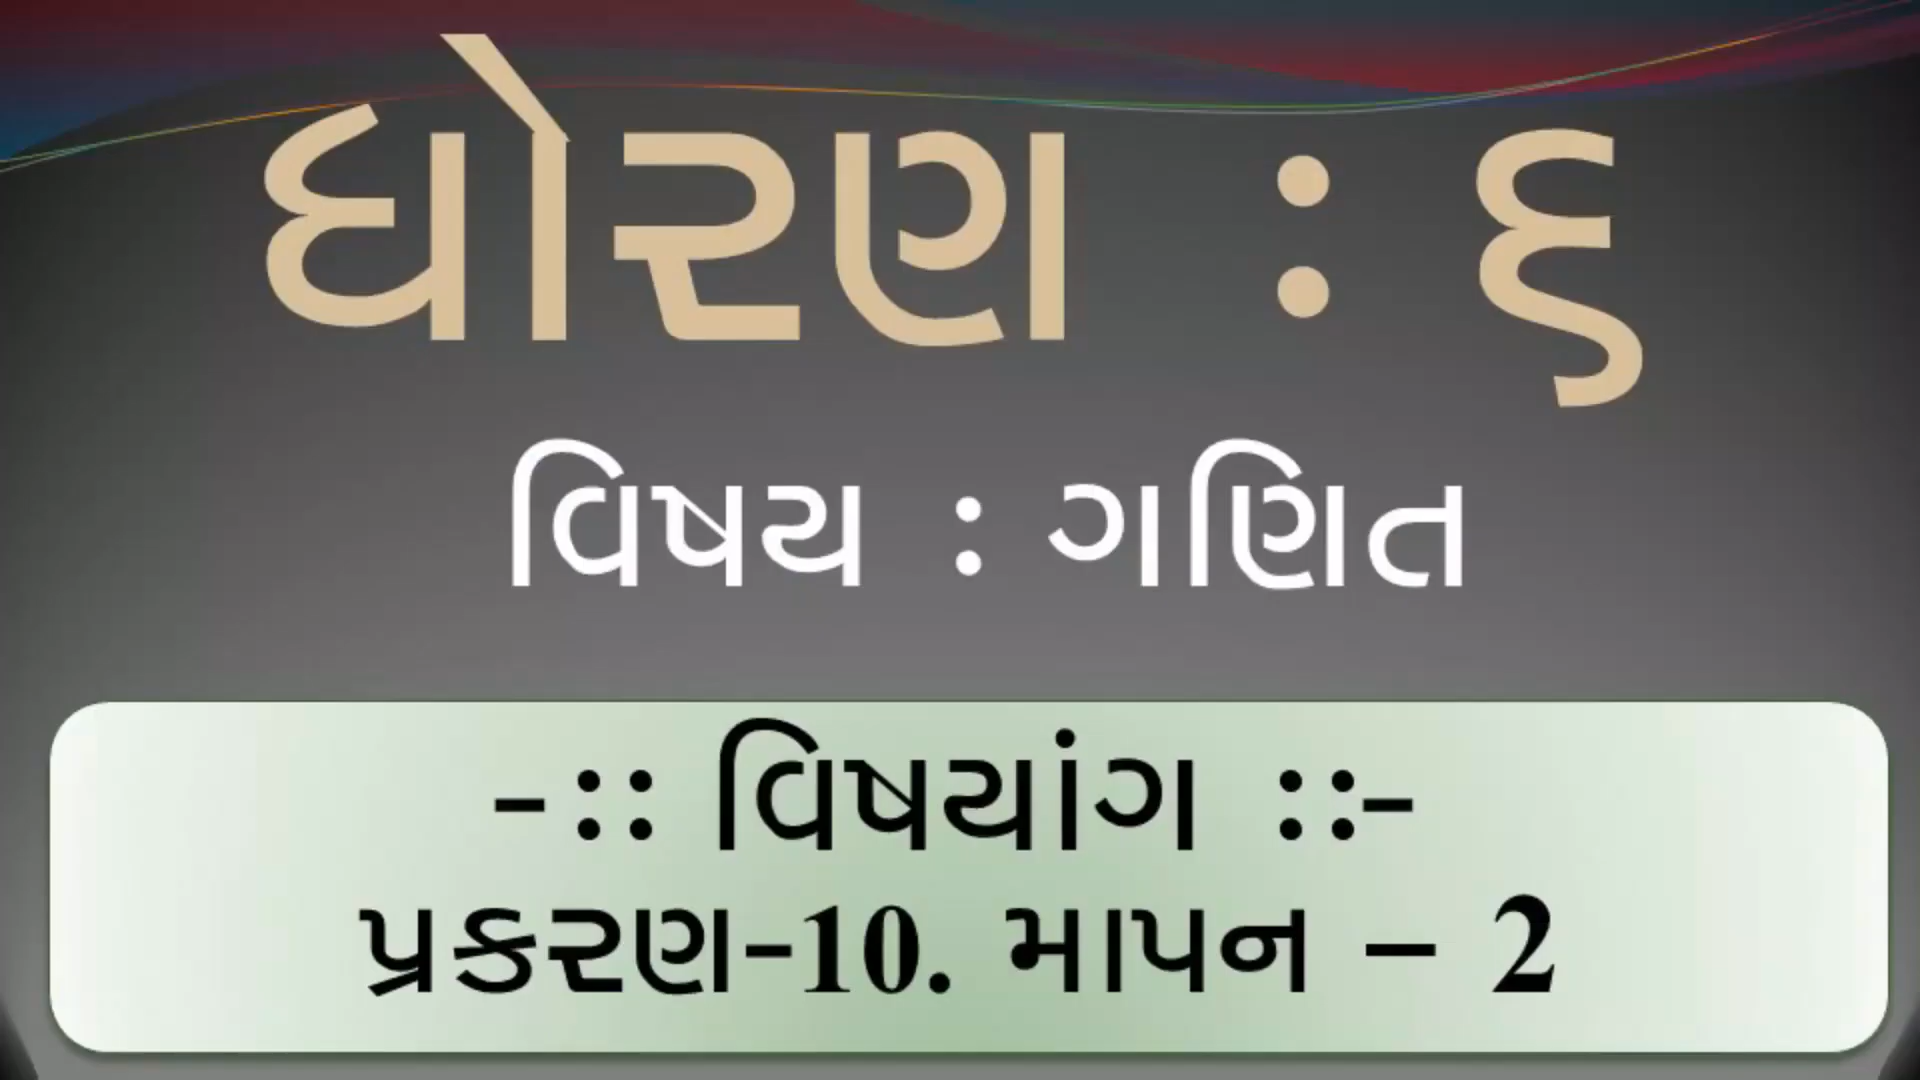 ધોરણ : ૬
વિષય : ગણિત
-:: વિષયાંગ ::-
પ્રકરણ-10. માપન – 2